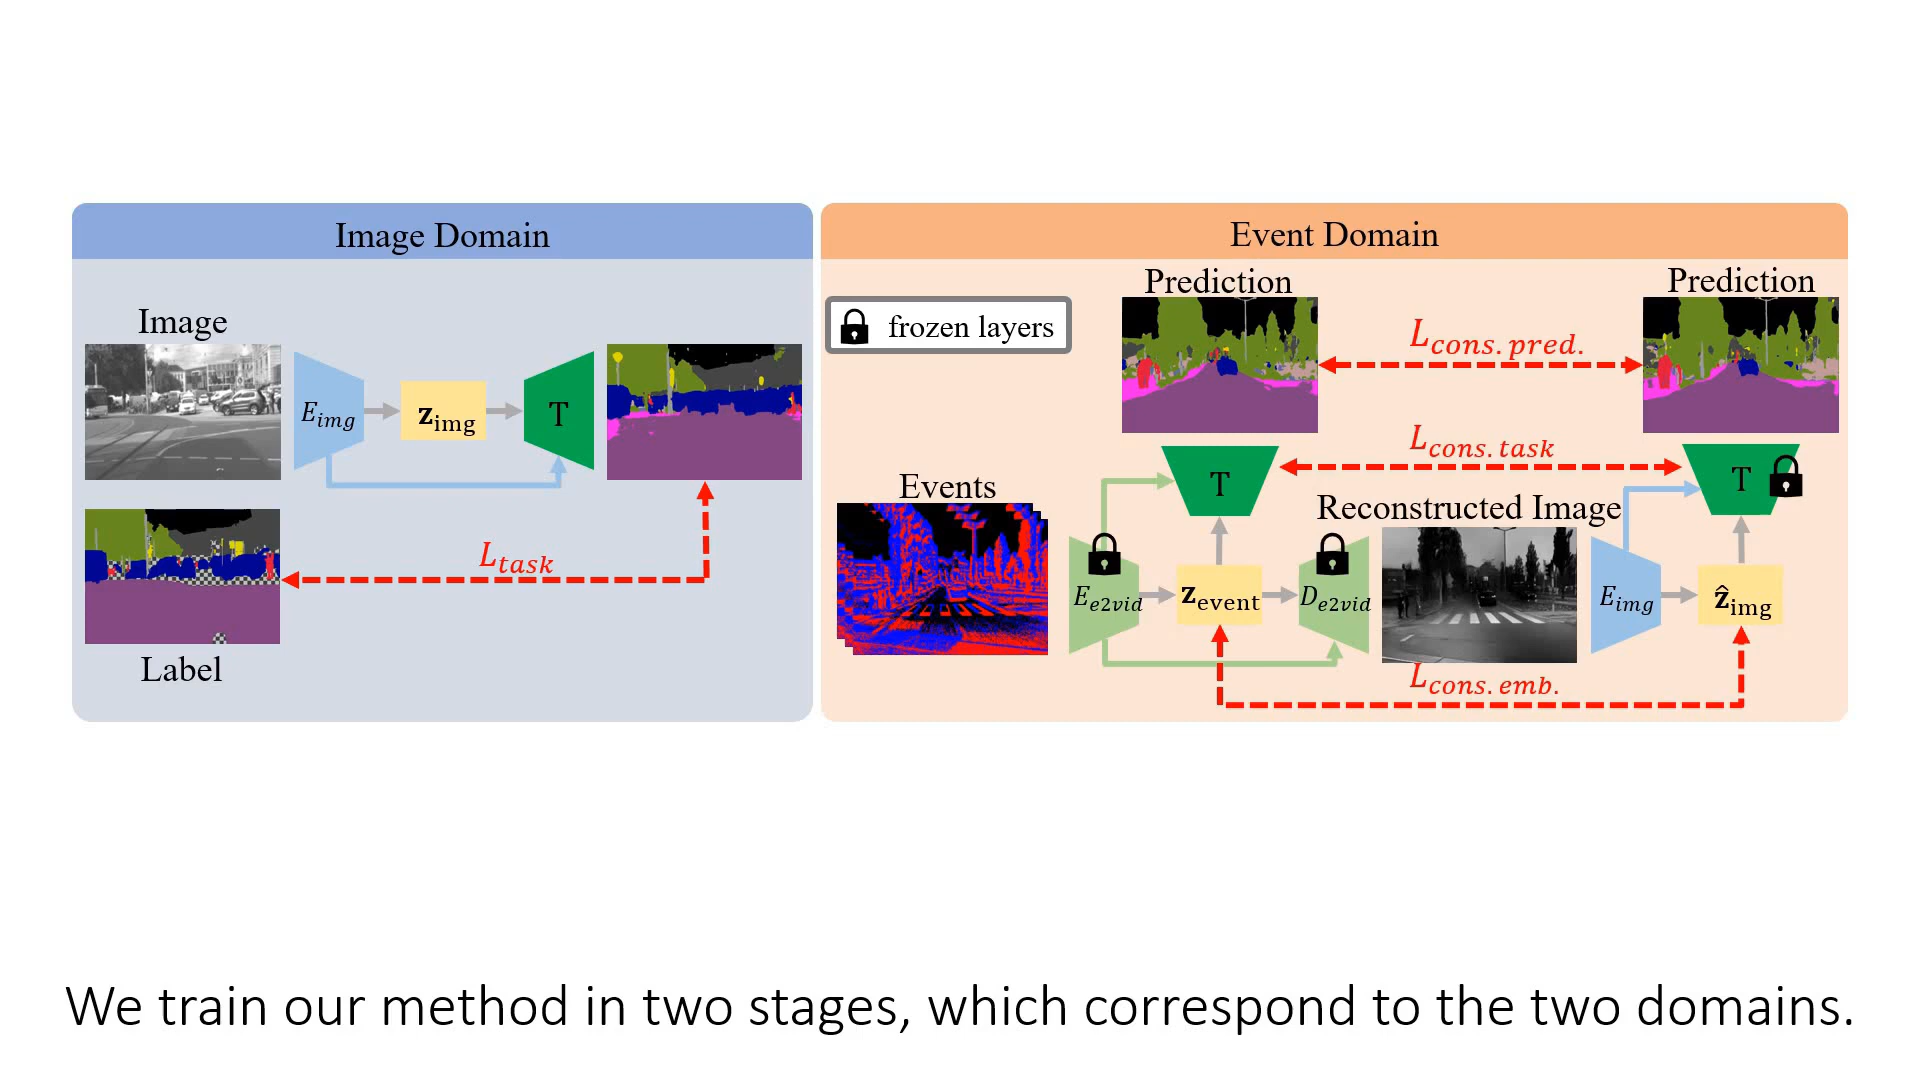 Image Domain
Image
E_img
z_img
T
L_task
Label
Event Domain
frozen layers
Prediction
Prediction
L_cons.pred.
L_cons.task
Events
T
T
Reconstructed Image
E_e2vid
z_event
D_e2vid
E_img
ẑ_img
L_cons.emb.
We train our method in two stages, which correspond to the two domains.